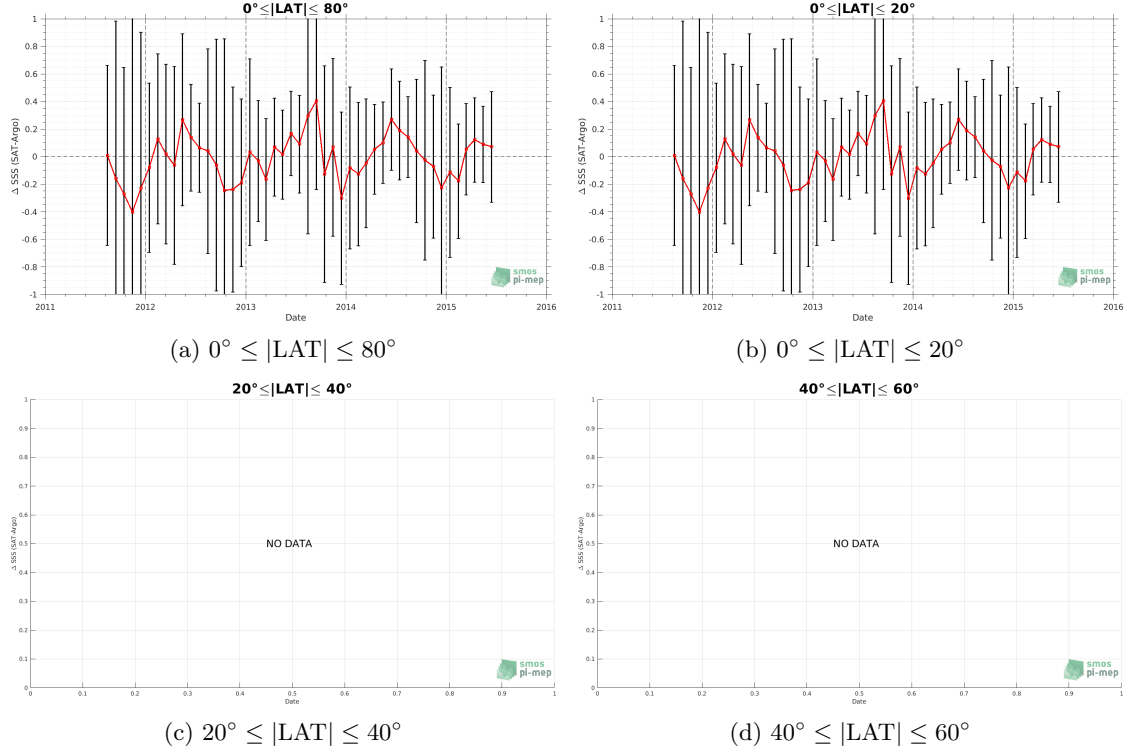 0°≤|LAT|≤ 80°
1
0.8
0.6
0.4
0.2
0
-0.2
-0.4
-0.6
-0.8
-1
Δ SSS (SAT-Argo)
smos
pi-mep
2011 2012 2013 2014 2015 2016
Date
(a) 0° ≤ |LAT| ≤ 80°
0°≤|LAT|≤ 20°
1
0.8
0.6
0.4
0.2
0
-0.2
-0.4
-0.6
-0.8
-1
Δ SSS (SAT-Argo)
smos
pi-mep
2011 2012 2013 2014 2015 2016
Date
(b) 0° ≤ |LAT| ≤ 20°
20°≤|LAT|≤ 40°
1
0.9
0.8
0.7
0.6
0.5
0.4
0.3
0.2
0.1
0
Δ SSS (SAT-Argo)
NO DATA
smos
pi-mep
0 0.1 0.2 0.3 0.4 0.5 0.6 0.7 0.8 0.9 1
Date
(c) 20° ≤ |LAT| ≤ 40°
40°≤|LAT|≤ 60°
1
0.9
0.8
0.7
0.6
0.5
0.4
0.3
0.2
0.1
0
Δ SSS (SAT-Argo)
NO DATA
smos
pi-mep
0 0.1 0.2 0.3 0.4 0.5 0.6 0.7 0.8 0.9 1
Date
(d) 40° ≤ |LAT| ≤ 60°